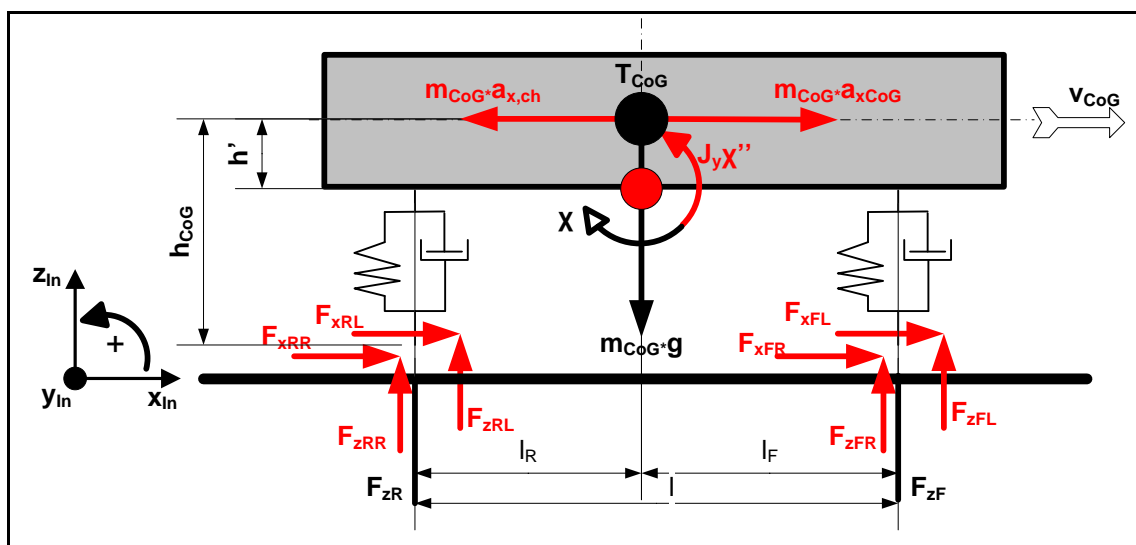 T_CoG
m_CoG*a_x,ch
m_CoG*a_xCoG
v_CoG
h'
J_yχ''
h_CoG
χ
z_In
F_xRL
F_xFL
F_xRR
m_CoG*g
F_xFR
+
y_In
x_In
F_zRR
F_zRL
F_zFR
F_zFL
l_R
l_F
F_zR
l
F_zF